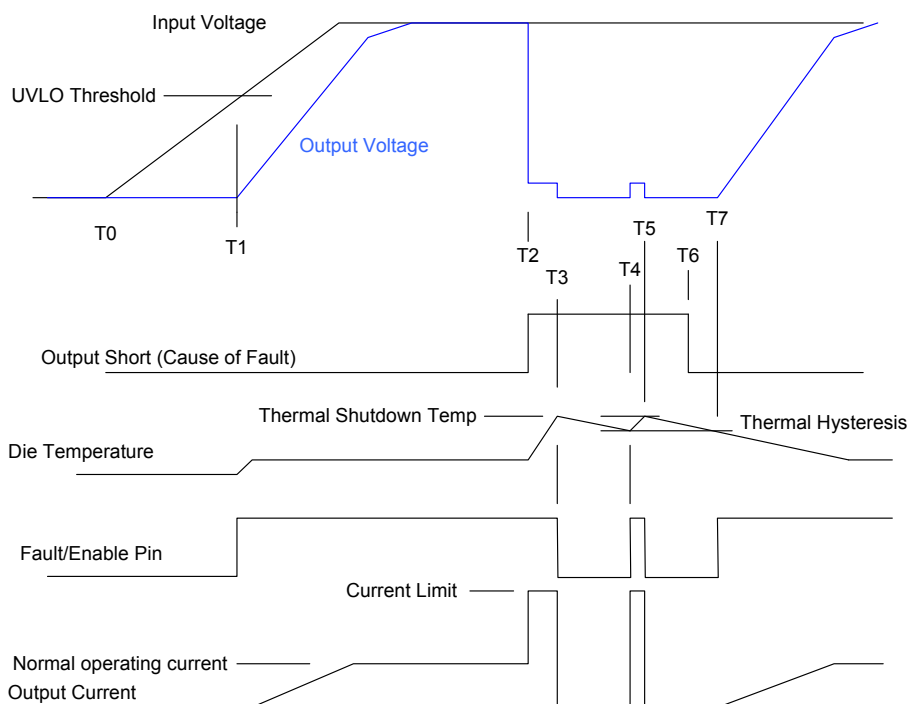 Input Voltage
UVLO Threshold
Output Voltage
T0
T1
T2
T3
T4
T5
T6
T7
Output Short (Cause of Fault)
Thermal Shutdown Temp
Thermal Hysteresis
Die Temperature
Fault/Enable Pin
Current Limit
Normal operating current
Output Current